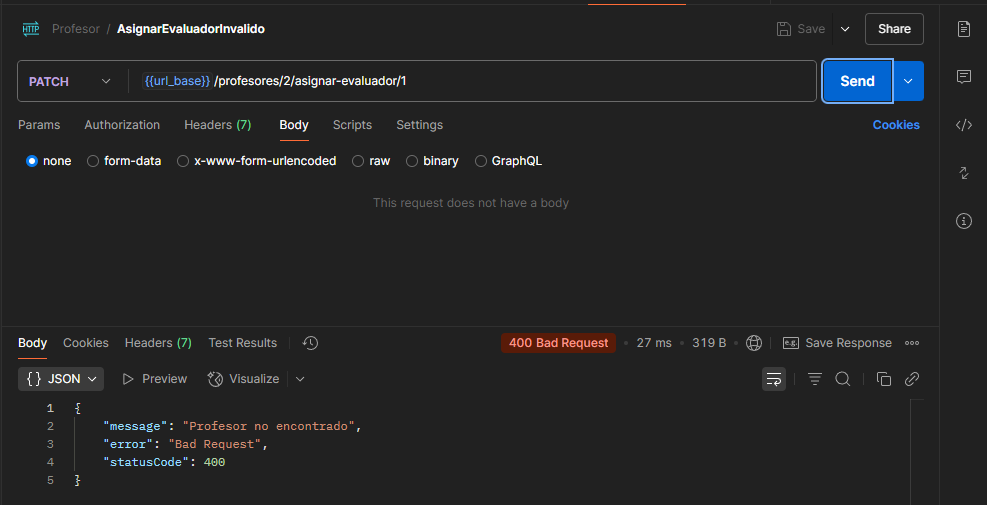 HTTP Profesor / AsignarEvaluadorInvalido Save Share
PATCH {{url_base}} /profesores/2/asignar-evaluador/1 Send
Params Authorization Headers (7) Body Scripts Settings Cookies
none form-data x-www-form-urlencoded raw binary GraphQL
This request does not have a body
Body Cookies Headers (7) Test Results 400 Bad Request • 27 ms • 319 B e.g. Save Response
{} JSON Preview Visualize
1 {
2 "message": "Profesor no encontrado",
3 "error": "Bad Request",
4 "statusCode": 400
5 }